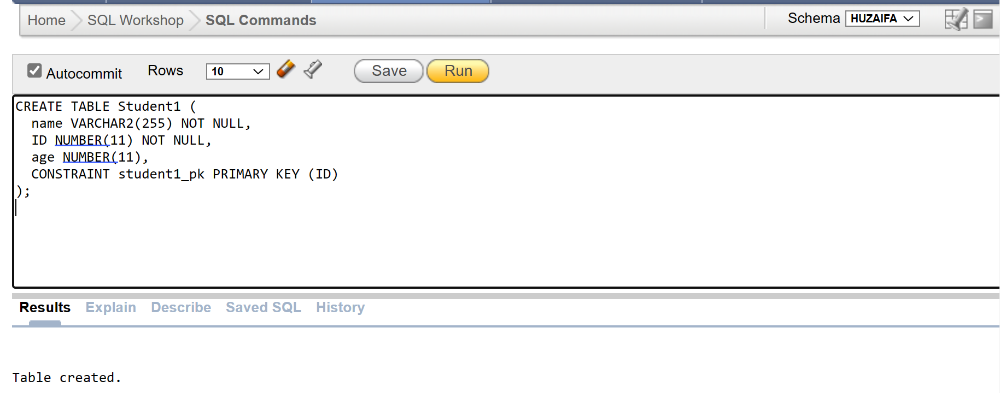 Home SQL Workshop SQL Commands Schema HUZAIFA
Autocommit Rows 10 Save Run
CREATE TABLE Student1 (
  name VARCHAR2(255) NOT NULL,
  ID NUMBER(11) NOT NULL,
  age NUMBER(11),
  CONSTRAINT student1_pk PRIMARY KEY (ID)
);
Results Explain Describe Saved SQL History
Table created.